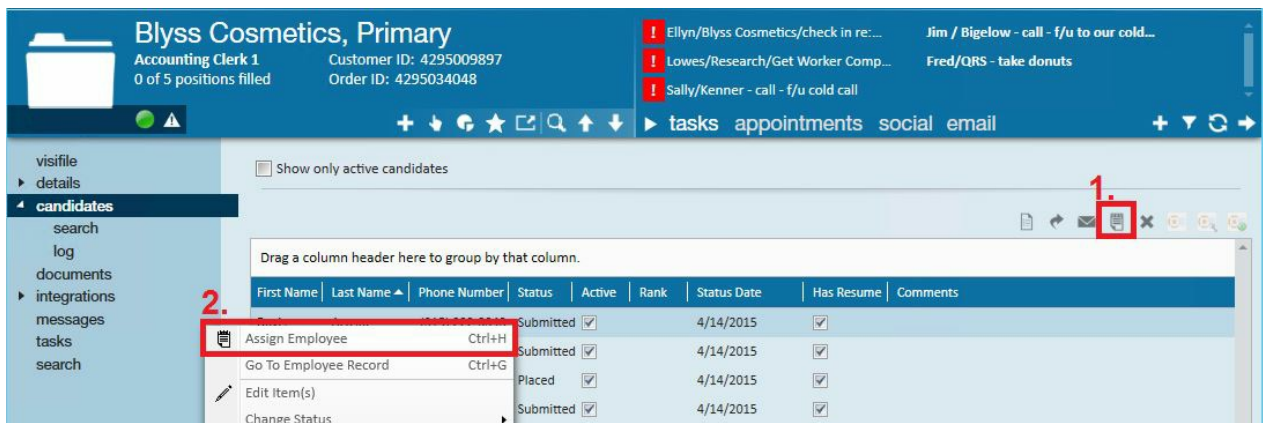 Blyss Cosmetics, Primary
Accounting Clerk 1 Customer ID: 4295009897
0 of 5 positions filled Order ID: 4295034048
! Ellyn/Blyss Cosmetics/check in re:... Jim / Bigelow - call - f/u to our cold...
! Lowes/Research/Get Worker Comp... Fred/QRS - take donuts
! Sally/Kenner - call - f/u cold call
tasks appointments social email
visifile
details
candidates
search
log
documents
integrations
messages
tasks
search
Show only active candidates
1.
Drag a column header here to group by that column.
First Name Last Name Phone Number Status Active Rank Status Date Has Resume Comments
2.
Submitted 4/14/2015
Assign Employee Ctrl+H
Submitted 4/14/2015
Go To Employee Record Ctrl+G
Placed 4/14/2015
Edit Item(s)
Submitted 4/14/2015
Change Status